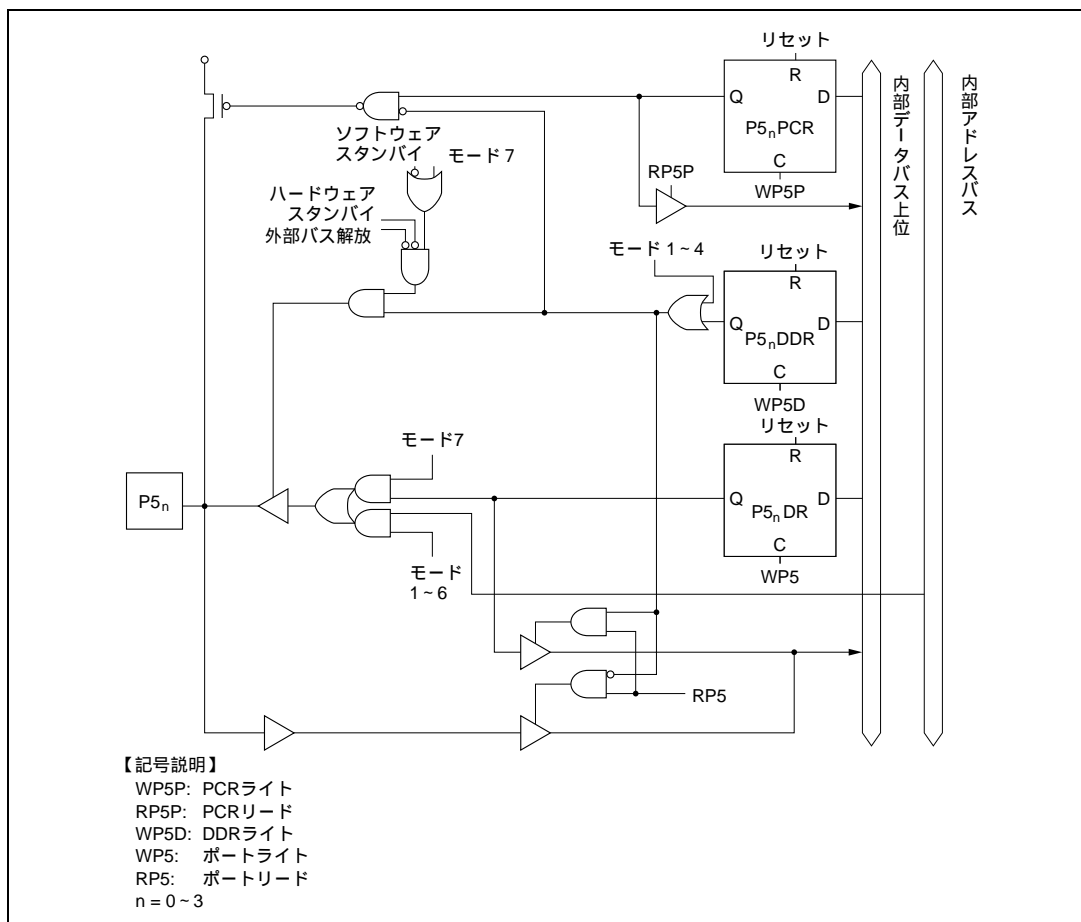 リセット
R
Q
D
P5nPCR
C
WP5P
RP5P
ソフトウェア
スタンバイ
モード 7
ハードウェア
スタンバイ
外部バス解放
モード 1 ~ 4
リセット
R
Q
D
P5nDDR
C
WP5D
リセット
R
モード7
Q
D
P5n DR
C
WP5
P5n
モード
1 ~ 6
RP5
内部データバス上位
内部アドレスバス
【記号説明】
WP5P: PCRライト
RP5P: PCRリード
WP5D: DDRライト
WP5: ポートライト
RP5: ポートリード
n = 0 ~ 3